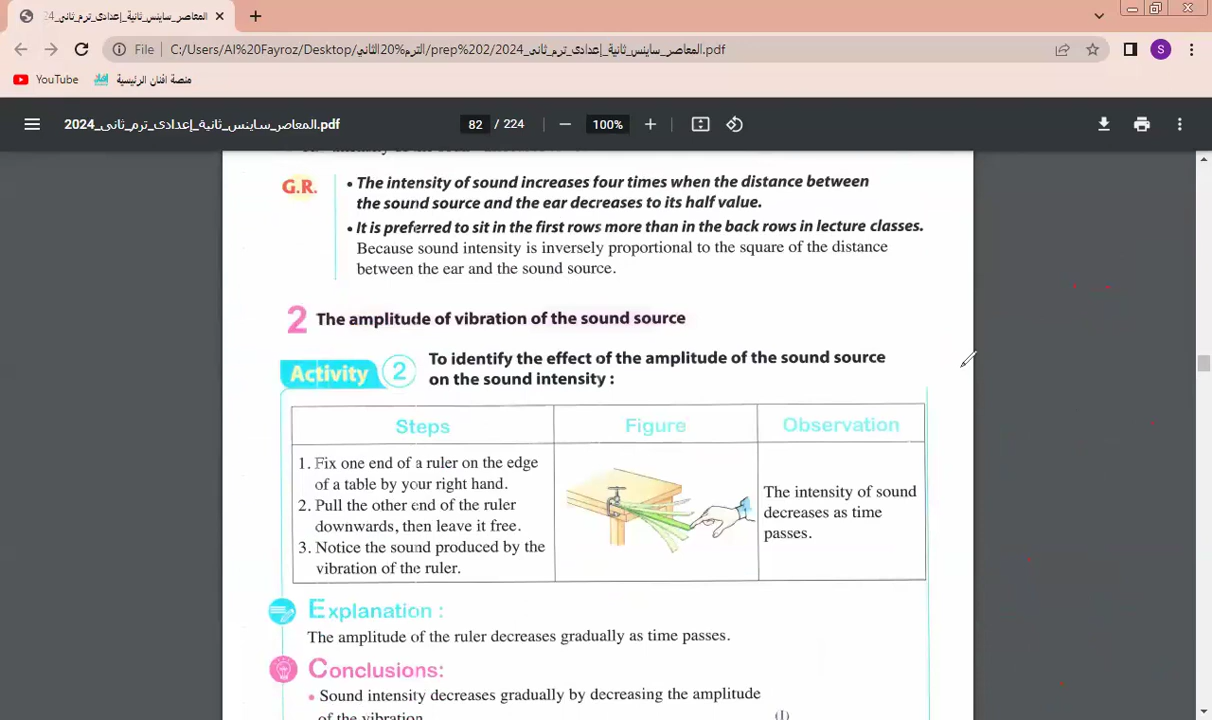 المعاصر_ساينس_ثانية_إعدادى_ترم_ثانى_24
File C:/Users/Al%20Fayroz/Desktop/الترم%20الثاني/prep%202/2024_المعاصر_ساينس_ثانية_إعدادى_ترم_ثانى.pdf
S
YouTube منصة افنان الرئيسية
2024_المعاصر_ساينس_ثانية_إعدادى_ترم_ثانى.pdf 82 / 224 100%
G.R. • The intensity of sound increases four times when the distance between
the sound source and the ear decreases to its half value.
• It is preferred to sit in the first rows more than in the back rows in lecture classes.
Because sound intensity is inversely proportional to the square of the distance
between the ear and the sound source.
2 The amplitude of vibration of the sound source
Activity 2 To identify the effect of the amplitude of the sound source
on the sound intensity :
Steps Figure Observation
1. Fix one end of a ruler on the edge
of a table by your right hand.
2. Pull the other end of the ruler
downwards, then leave it free.
3. Notice the sound produced by the
vibration of the ruler.
The intensity of sound
decreases as time
passes.
Explanation :
The amplitude of the ruler decreases gradually as time passes.
Conclusions:
• Sound intensity decreases gradually by decreasing the amplitude
of the vibration
(1)